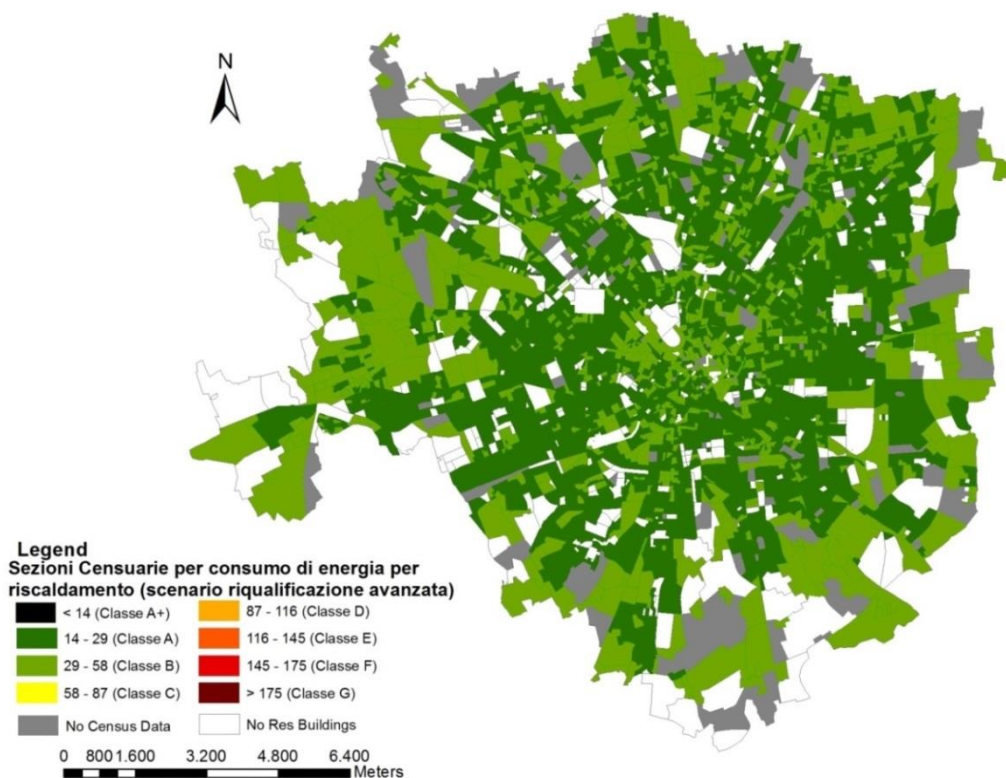 N
Legend
Sezioni Censuarie per consumo di energia per
riscaldamento (scenario riqualificazione avanzata)
< 14 (Classe A+)
14 - 29 (Classe A)
29 - 58 (Classe B)
58 - 87 (Classe C)
No Census Data
87 - 116 (Classe D)
116 - 145 (Classe E)
145 - 175 (Classe F)
> 175 (Classe G)
No Res Buildings
0 800 1.600 3.200 4.800 6.400
Meters